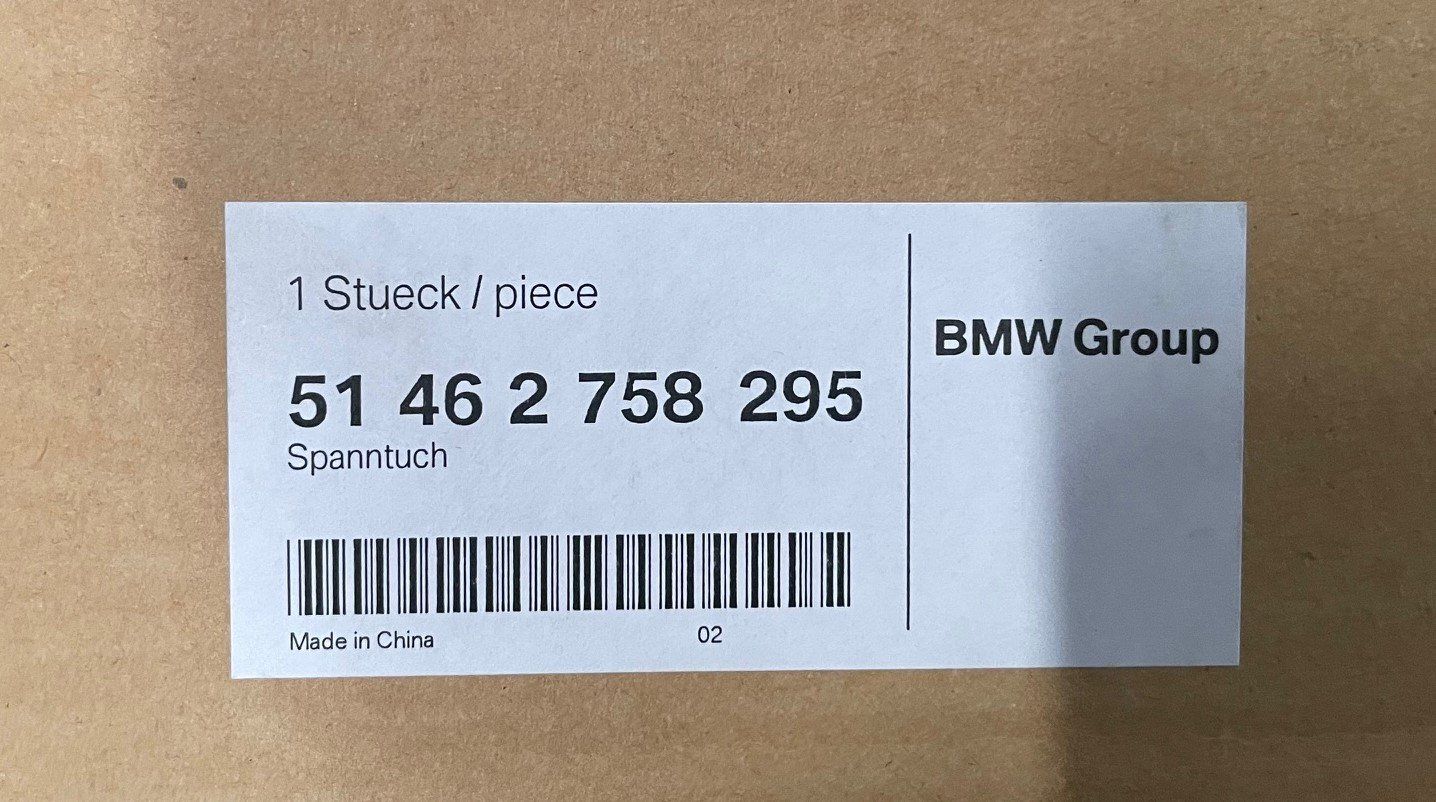 1 Stueck / piece
51 46 2 758 295
Spanntuch
Made in China
02
BMW Group